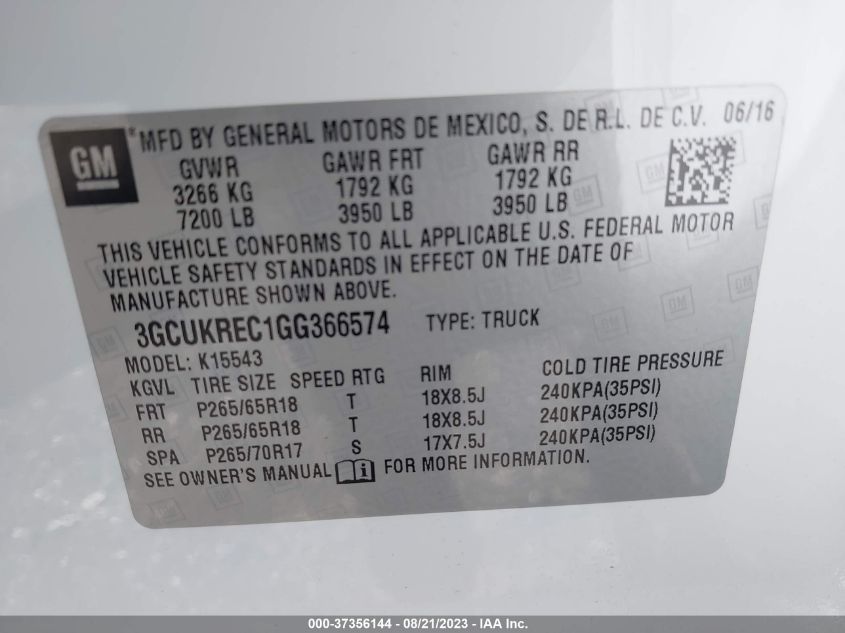 GM
®MFD BY GENERAL MOTORS DE MEXICO, S. DE R.L. DE C.V. 06/16
GVWR GAWR FRT GAWR RR
3266 KG 1792 KG 1792 KG
7200 LB 3950 LB 3950 LB
THIS VEHICLE CONFORMS TO ALL APPLICABLE U.S. FEDERAL MOTOR
VEHICLE SAFETY STANDARDS IN EFFECT ON THE DATE OF
MANUFACTURE SHOWN ABOVE.
3GCUKREC1GG366574 TYPE: TRUCK
MODEL: K15543
KGVL TIRE SIZE SPEED RTG RIM COLD TIRE PRESSURE
FRT P265/65R18 T 18X8.5J 240KPA(35PSI)
RR P265/65R18 T 18X8.5J 240KPA(35PSI)
SPA P265/70R17 S 17X7.5J 240KPA(35PSI)
SEE OWNER'S MANUAL i FOR MORE INFORMATION.
000-37356144 - 08/21/2023 - IAA Inc.